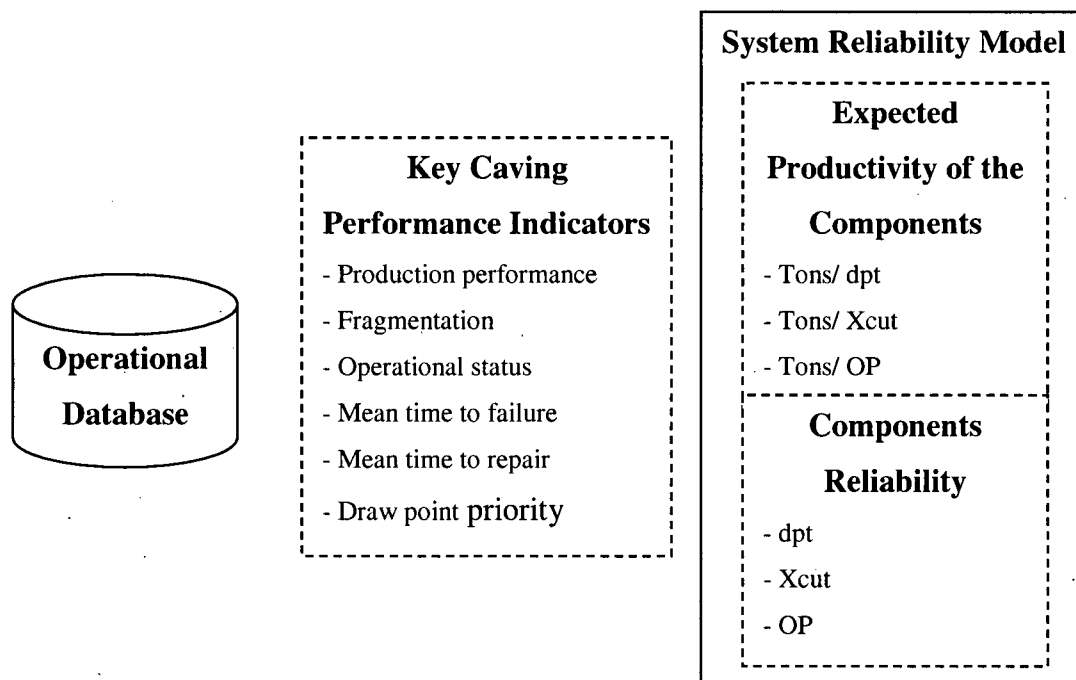 Operational
Database
Key Caving
Performance Indicators
- Production performance
- Fragmentation
- Operational status
- Mean time to failure
- Mean time to repair
- Draw point priority
System Reliability Model
Expected
Productivity of the
Components
- Tons/ dpt
- Tons/ Xcut
- Tons/ OP
Components
Reliability
- dpt
- Xcut
- OP